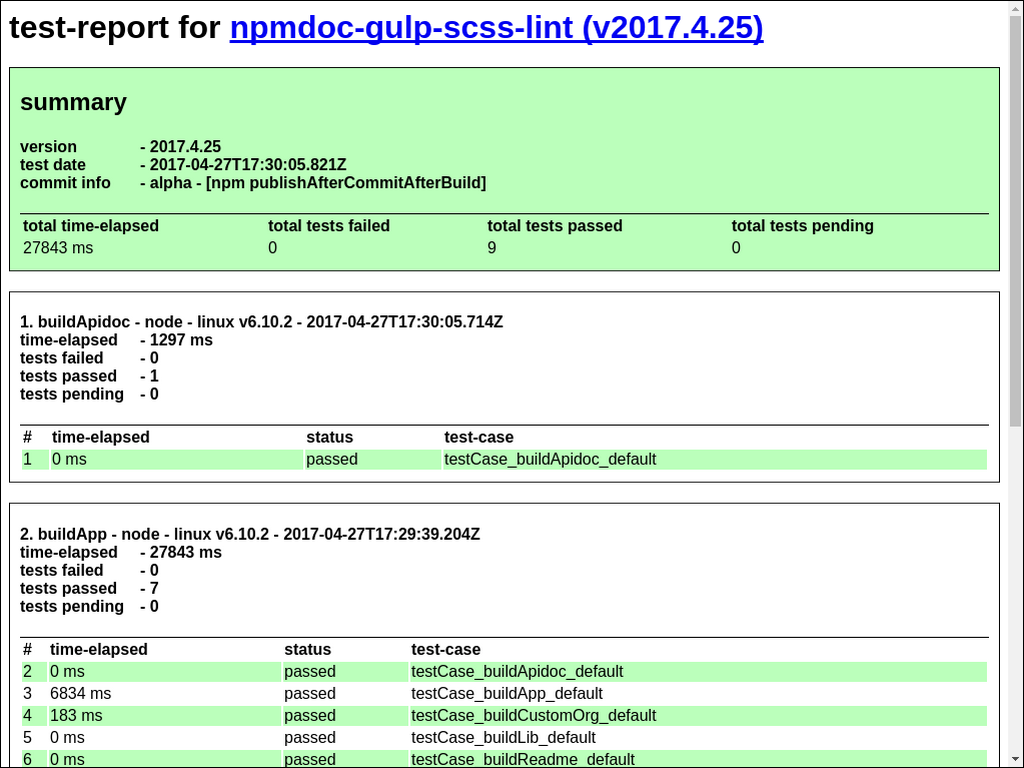 test-report for npmdoc-gulp-scss-lint (v2017.4.25)
summary
version - 2017.4.25
test date - 2017-04-27T17:30:05.821Z
commit info - alpha - [npm publishAfterCommitAfterBuild]
total time-elapsed total tests failed total tests passed total tests pending
27843 ms 0 9 0
1. buildApidoc - node - linux v6.10.2 - 2017-04-27T17:30:05.714Z
time-elapsed - 1297 ms
tests failed - 0
tests passed - 1
tests pending - 0
# time-elapsed status test-case
1 0 ms passed testCase_buildApidoc_default
2. buildApp - node - linux v6.10.2 - 2017-04-27T17:29:39.204Z
time-elapsed - 27843 ms
tests failed - 0
tests passed - 7
tests pending - 0
# time-elapsed status test-case
2 0 ms passed testCase_buildApidoc_default
3 6834 ms passed testCase_buildApp_default
4 183 ms passed testCase_buildCustomOrg_default
5 0 ms passed testCase_buildLib_default
6 0 ms passed testCase_buildReadme_default